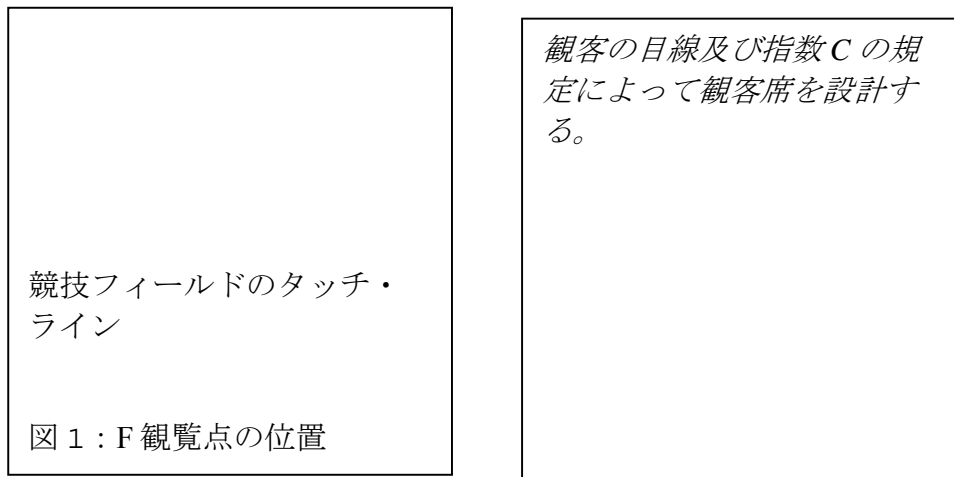 競技フィールドのタッチ・
ライン
図1:F観覧点の位置
観客の目線及び指数Cの規
定によって観客席を設計す
る。